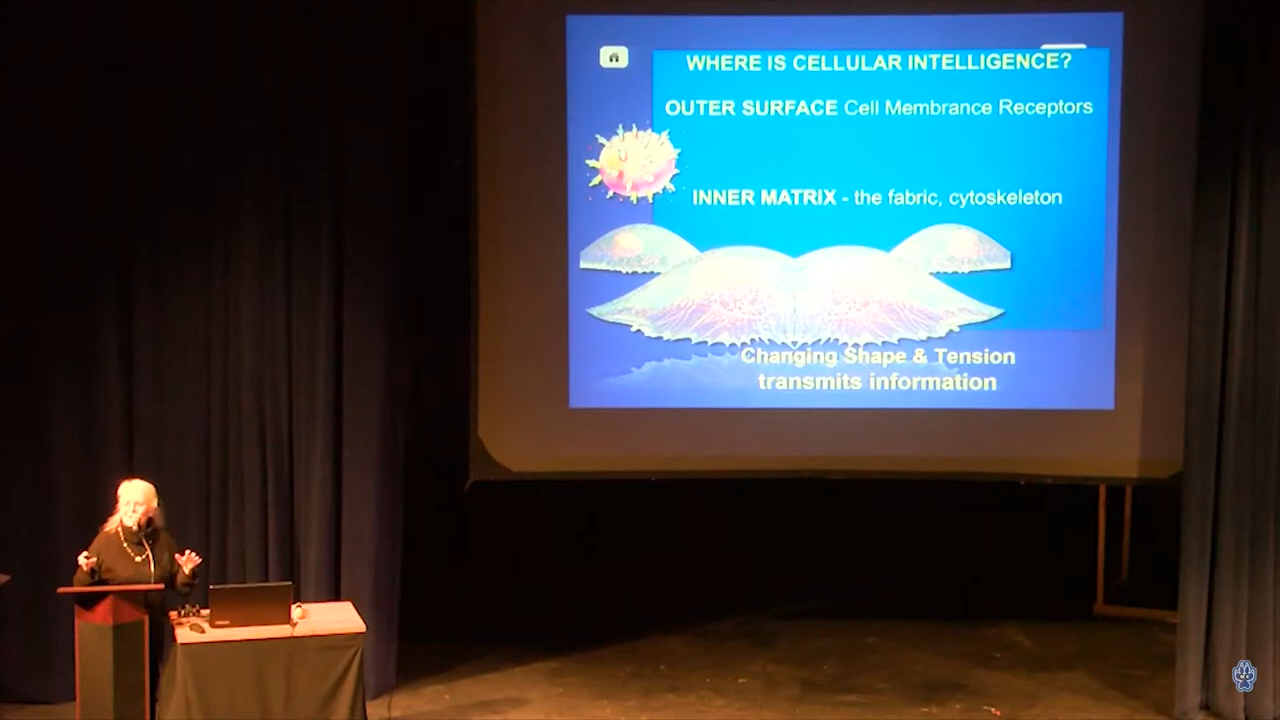 WHERE IS CELLULAR INTELLIGENCE?
OUTER SURFACE Cell Membrance Receptors
INNER MATRIX - the fabric, cytoskeleton
Changing Shape & Tension
transmits information